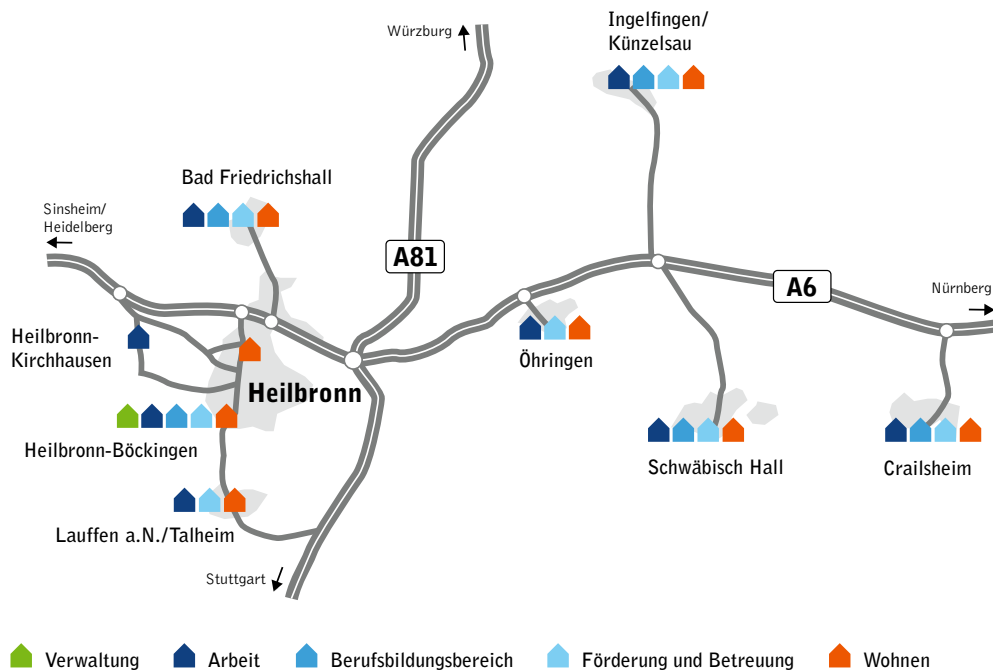 Ingelfingen/
Künzelsau
Würzburg
Bad Friedrichshall
Sinsheim/
Heidelberg
A81
A6
Nürnberg
Heilbronn-
Kirchhausen
Öhringen
Heilbronn
Heilbronn-Böckingen
Schwäbisch Hall
Crailsheim
Lauffen a.N./Talheim
Stuttgart
Verwaltung
Arbeit
Berufsbildungsbereich
Förderung und Betreuung
Wohnen